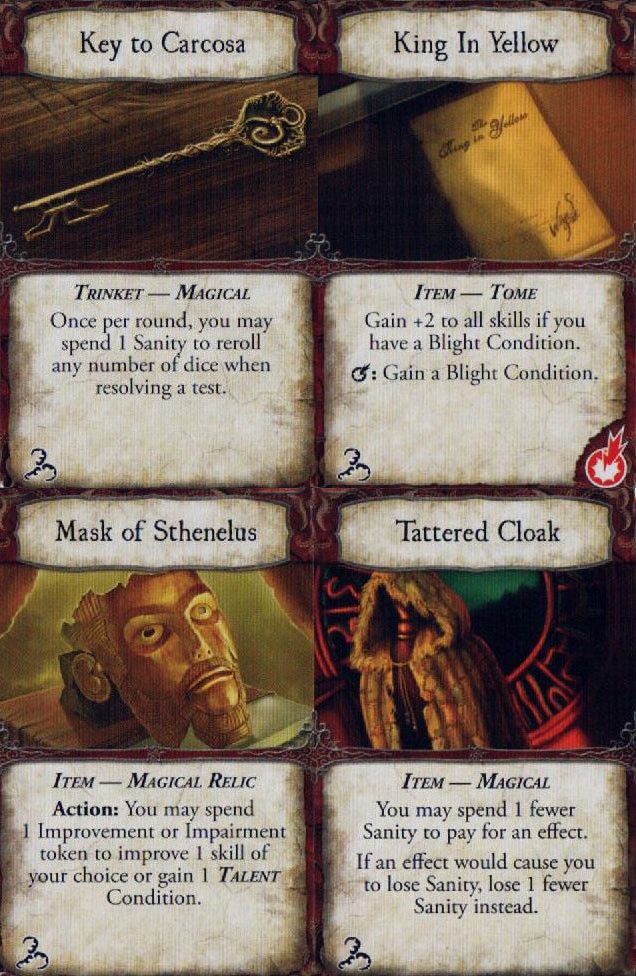 Key to Carcosa
TRINKET — MAGICAL
Once per round, you may
spend 1 Sanity to reroll
any number of dice when
resolving a test.
King In Yellow
The
King in Yellow
ITEM — TOME
Gain +2 to all skills if you
have a Blight Condition.
: Gain a Blight Condition.
Mask of Sthenelus
ITEM — MAGICAL RELIC
Action: You may spend
1 Improvement or Impairment
token to improve 1 skill of
your choice or gain 1 TALENT
Condition.
Tattered Cloak
ITEM — MAGICAL
You may spend 1 fewer
Sanity to pay for an effect.
If an effect would cause you
to lose Sanity, lose 1 fewer
Sanity instead.